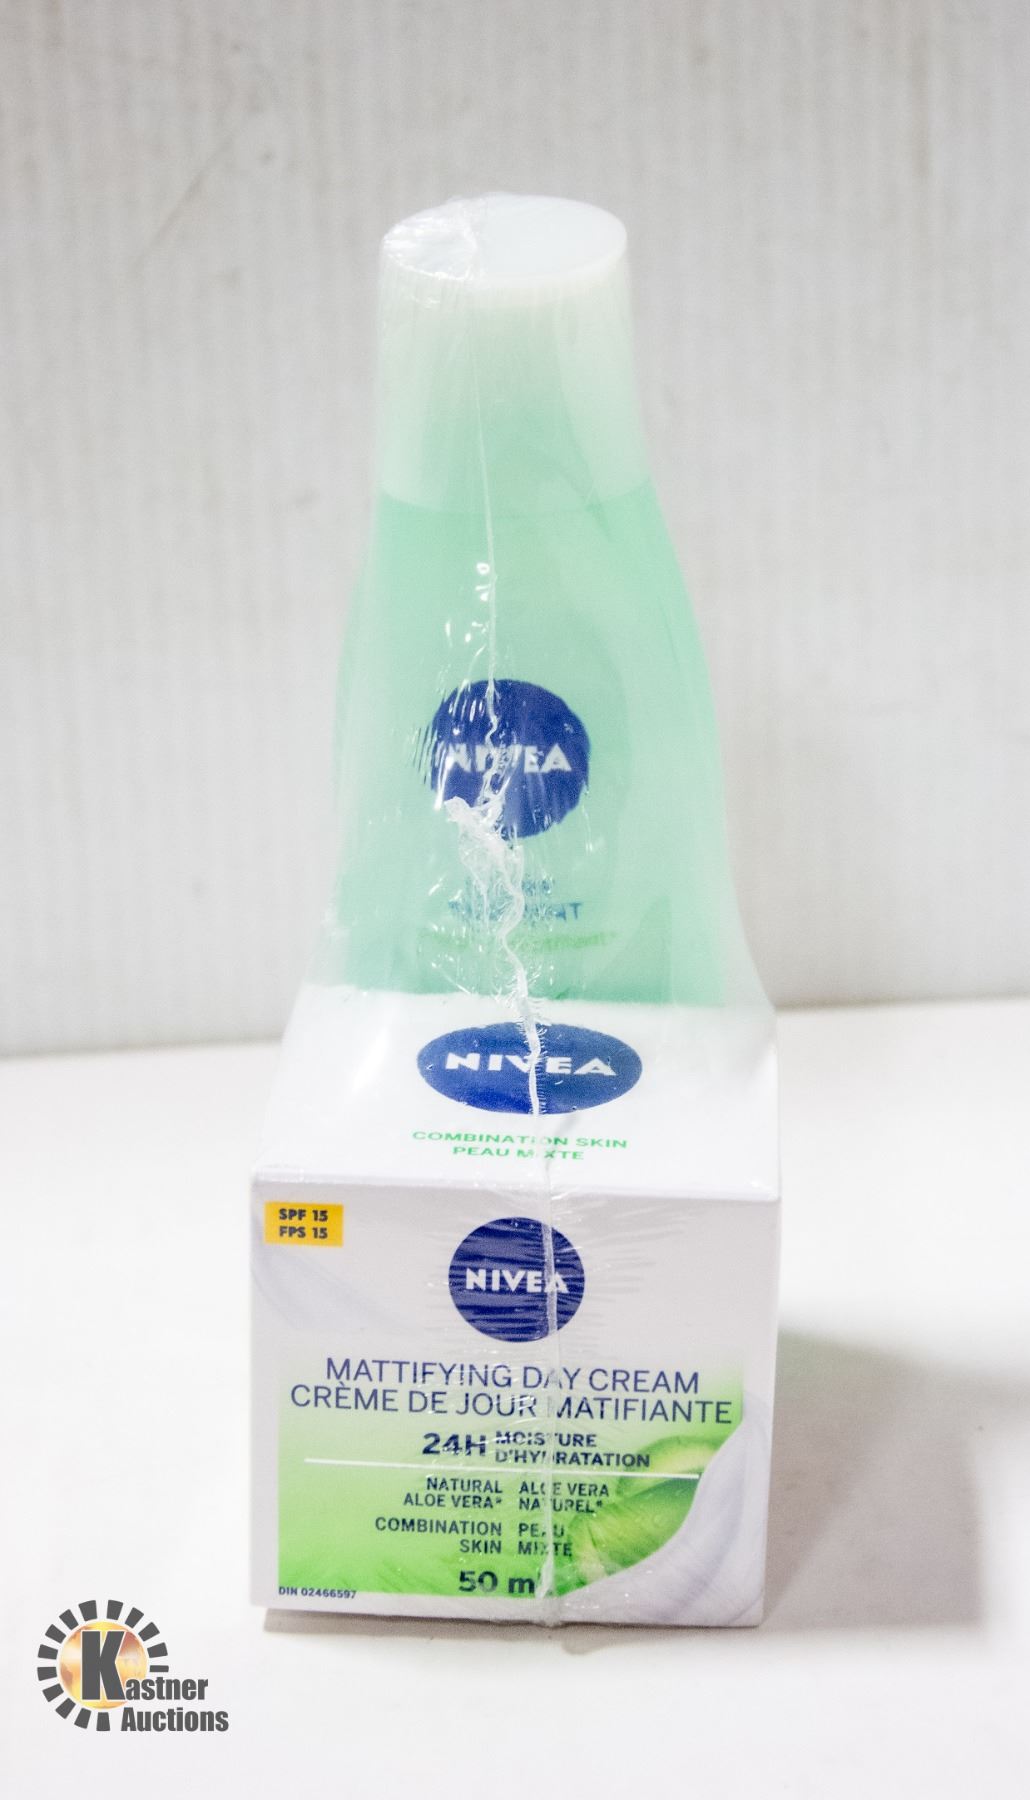 NIVEA
NIVEA
COMBINATION SKIN
PEAU MIXTE
SPF 15
FPS 15
NIVEA
MATTIFYING DAY CREAM
CRÈME DE JOUR MATIFIANTE
24H MOISTURE
D'HYDRATATION
NATURAL ALOE VERA
ALOE VERA* NATUREL*
COMBINATION PEAU
SKIN MIXTE
50 mL
DIN 02466597
Kastner
Auctions